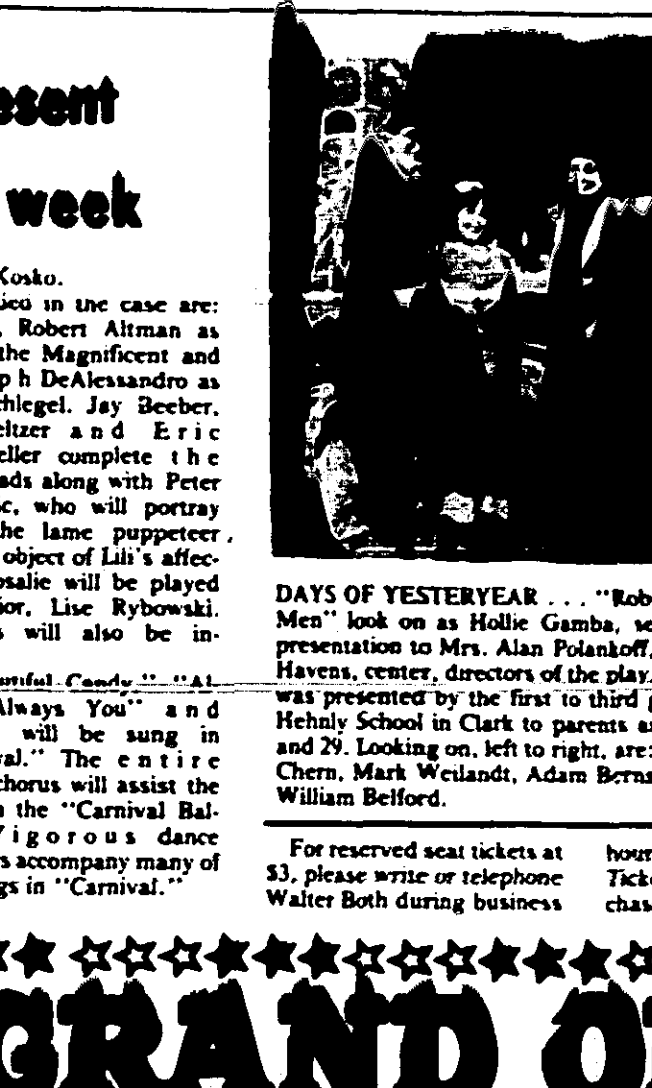 esent
week
Kosko.
in the case are:
Robert Altman as
the Magnificent and
p h DeAlessandro as
chlegel. Jay Beeber,
eltzer a n d E r i c
eller complete t h e
ads along with Peter
c, who will portray
he lame puppeteer,
object of Lili's affec-
osalie will be played
ior, Lise Rybowski.
s will also be in-
Candy," "Al-
Always You" a n d
will be sung in
val." The e n t i r e
chorus will assist the
n the "Carnival Bal-
V i g o r o u s dance
rs accompany many of
gs in "Carnival."
DAYS OF YESTERYEAR . . . "Rob
Men" look on as Hollie Gamba, se
presentation to Mrs. Alan Polankoff,
Havens, center, directors of the play.
was presented by the first to third g
Hehnly School in Clark to parents a
and 29. Looking on, left to right, are:
Chern, Mark Weilandt, Adam Berns
William Belford.
For reserved seat tickets at
$3, please write or telephone
Walter Both during business
hour
Ticke
chas
GRAND O